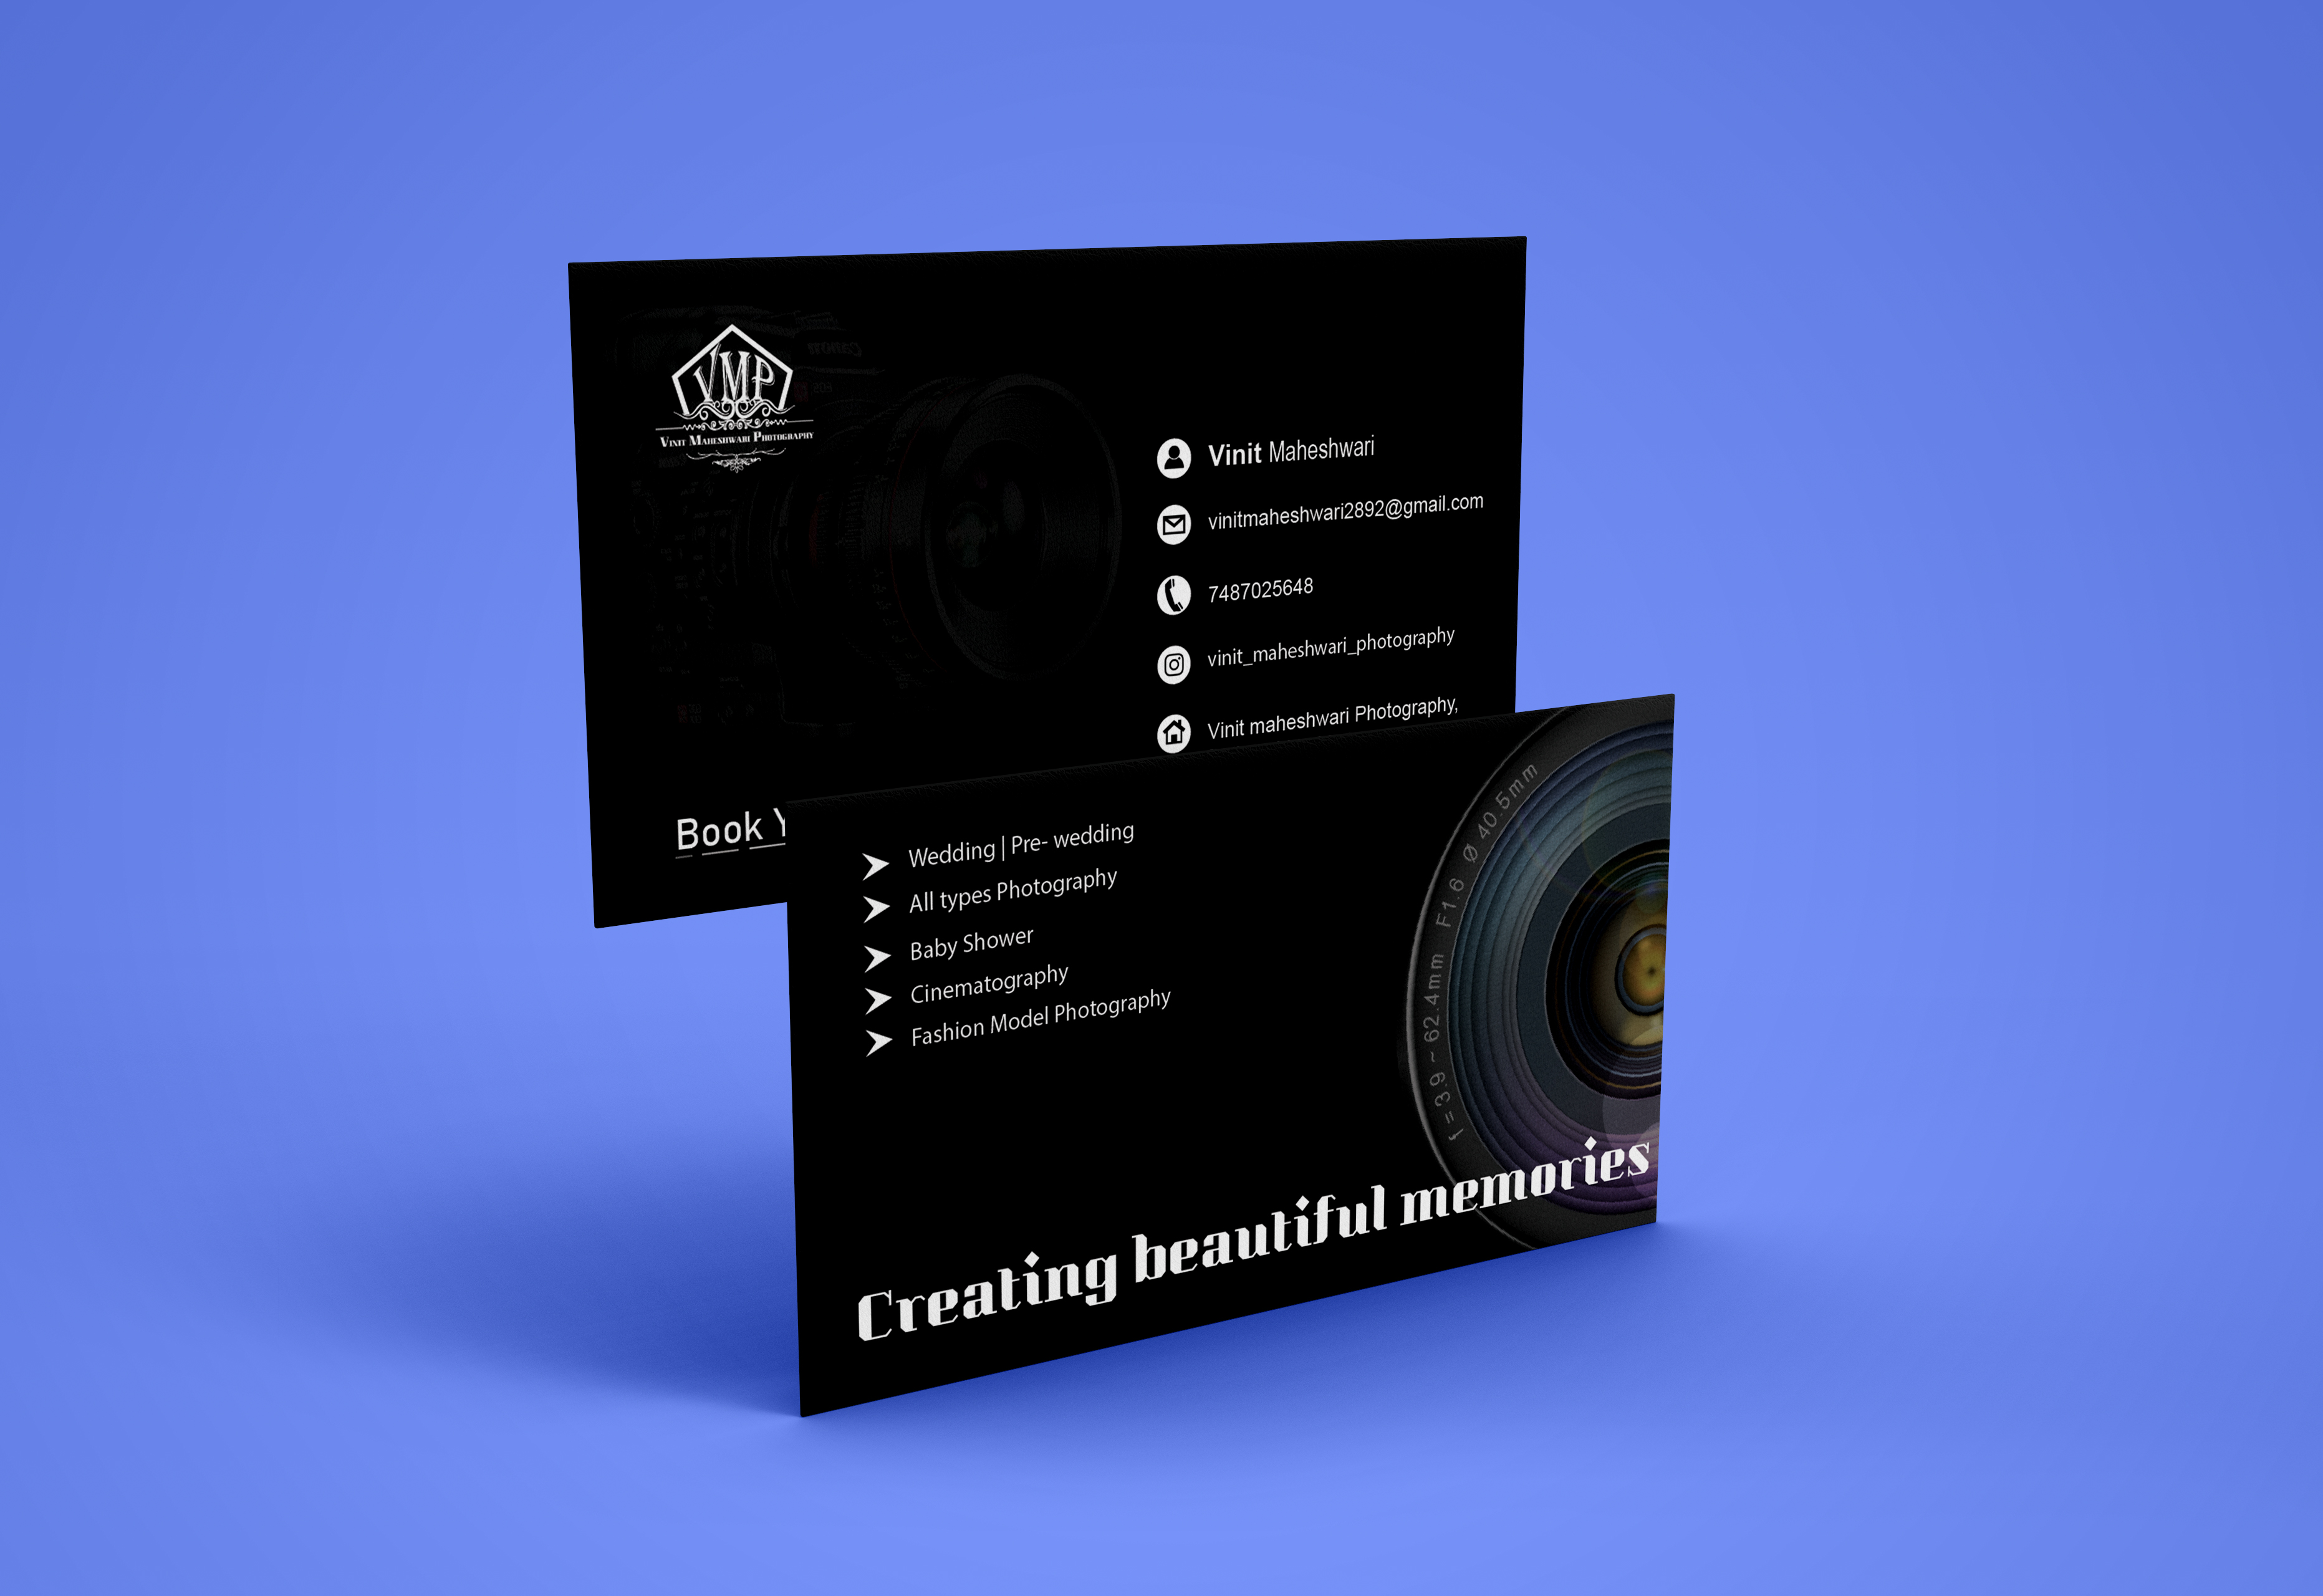 VMP
Vinit Maheshwari Photography
Canon
EOS
Vinit Maheshwari
vinitmaheshwari2892@gmail.com
7487025648
vinit_maheshwari_photography
Vinit maheshwari Photography,
Book Y
Wedding | Pre- wedding
All types Photography
Baby Shower
Cinematography
Fashion Model Photography
f = 3.9 ~ 62.4mm F1.6 Ø 40.5mm
Creating beautiful memories